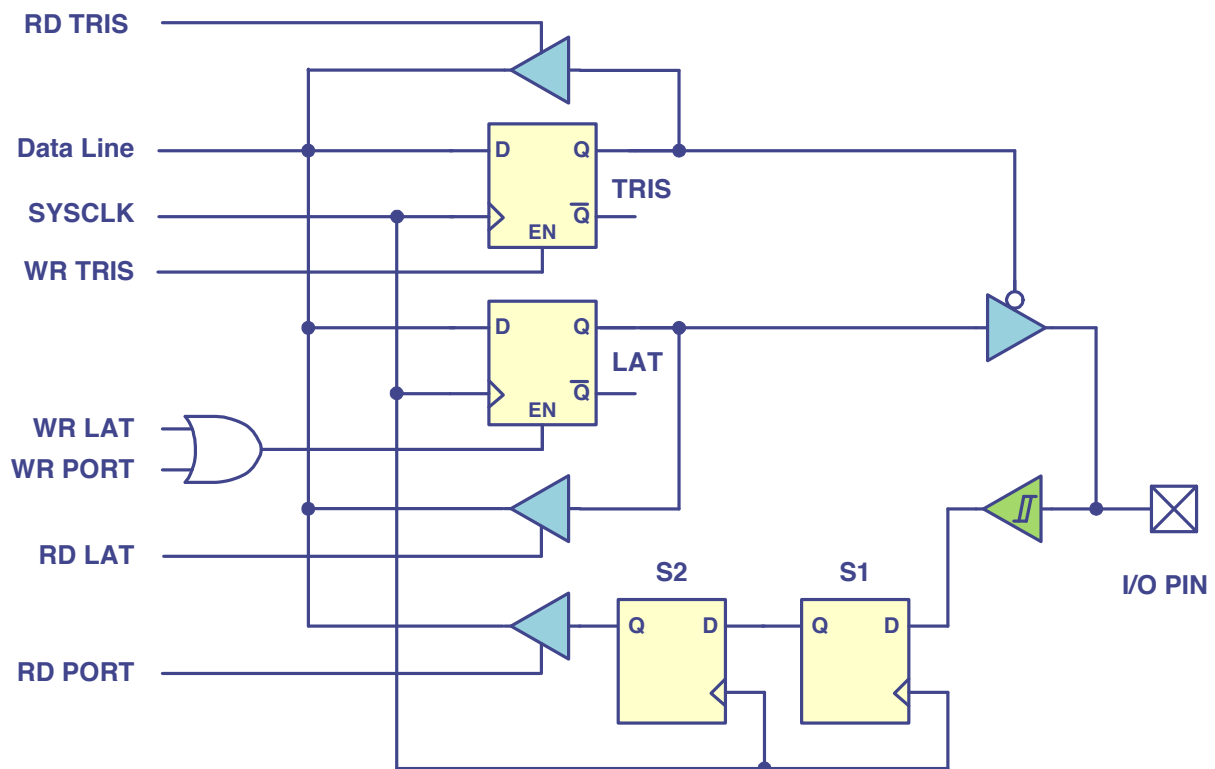 RD TRIS
Data Line
D
Q
TRIS
SYSCLK
Q
EN
WR TRIS
D
Q
LAT
Q
EN
WR LAT
WR PORT
RD LAT
S2
S1
I/O PIN
Q
D
Q
D
RD PORT